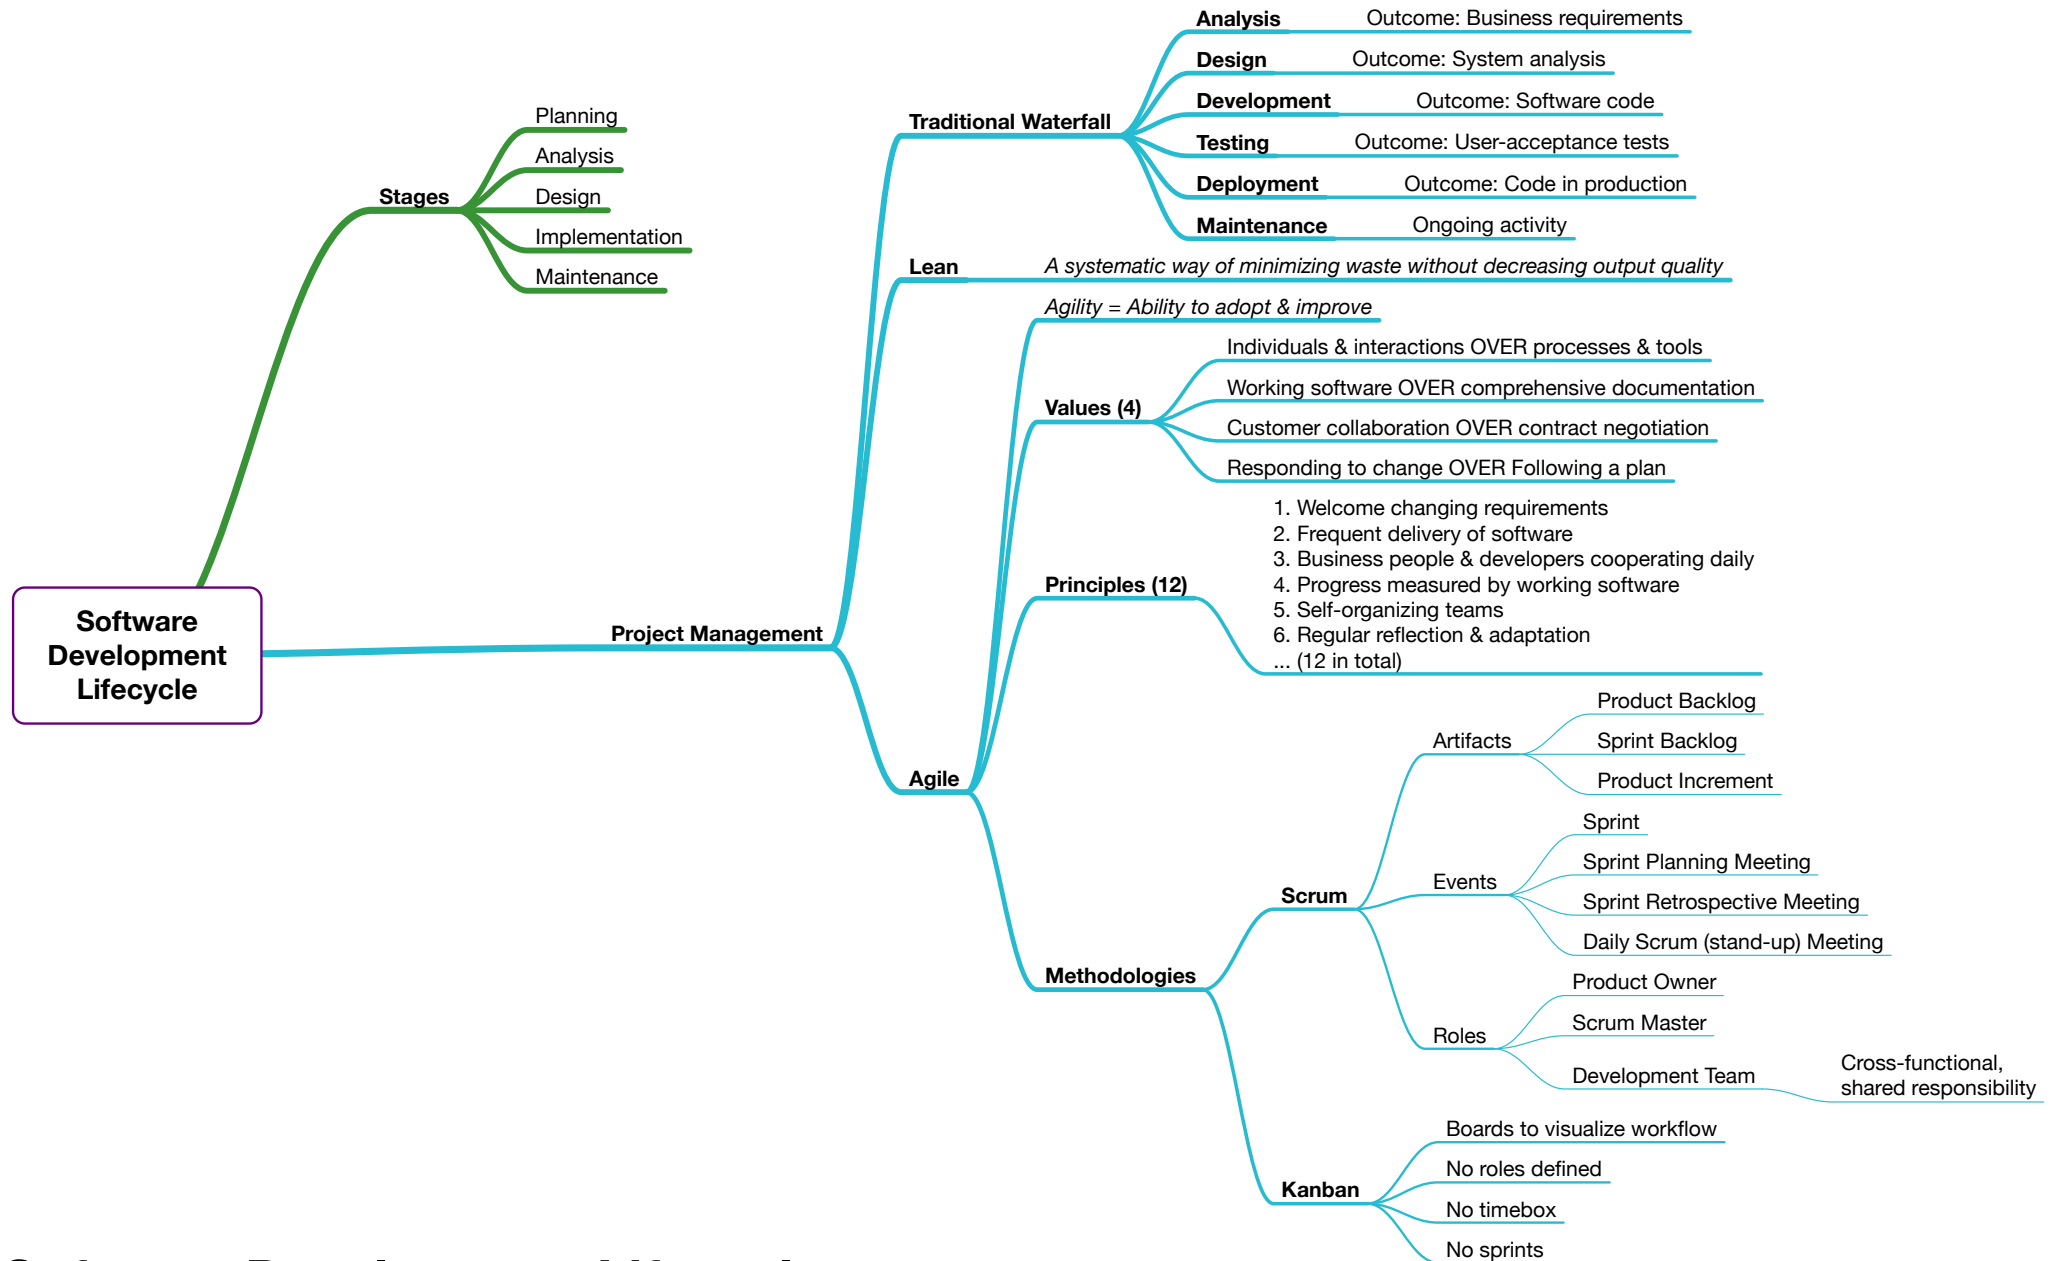 Software
Development
Lifecycle
Stages
Planning
Analysis
Design
Implementation
Maintenance
Project Management
Traditional Waterfall
Analysis
Outcome: Business requirements
Design
Outcome: System analysis
Development
Outcome: Software code
Testing
Outcome: User-acceptance tests
Deployment
Outcome: Code in production
Maintenance
Ongoing activity
Lean
A systematic way of minimizing waste without decreasing output quality
Agile
Agility = Ability to adopt & improve
Values (4)
Individuals & interactions OVER processes & tools
Working software OVER comprehensive documentation
Customer collaboration OVER contract negotiation
Responding to change OVER Following a plan
Principles (12)
1. Welcome changing requirements
2. Frequent delivery of software
3. Business people & developers cooperating daily
4. Progress measured by working software
5. Self-organizing teams
6. Regular reflection & adaptation
... (12 in total)
Methodologies
Scrum
Artifacts
Product Backlog
Sprint Backlog
Product Increment
Events
Sprint
Sprint Planning Meeting
Sprint Retrospective Meeting
Daily Scrum (stand-up) Meeting
Roles
Product Owner
Scrum Master
Development Team
Cross-functional,
shared responsibility
Kanban
Boards to visualize workflow
No roles defined
No timebox
No sprints